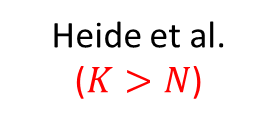 Heide et al.
(K > N)